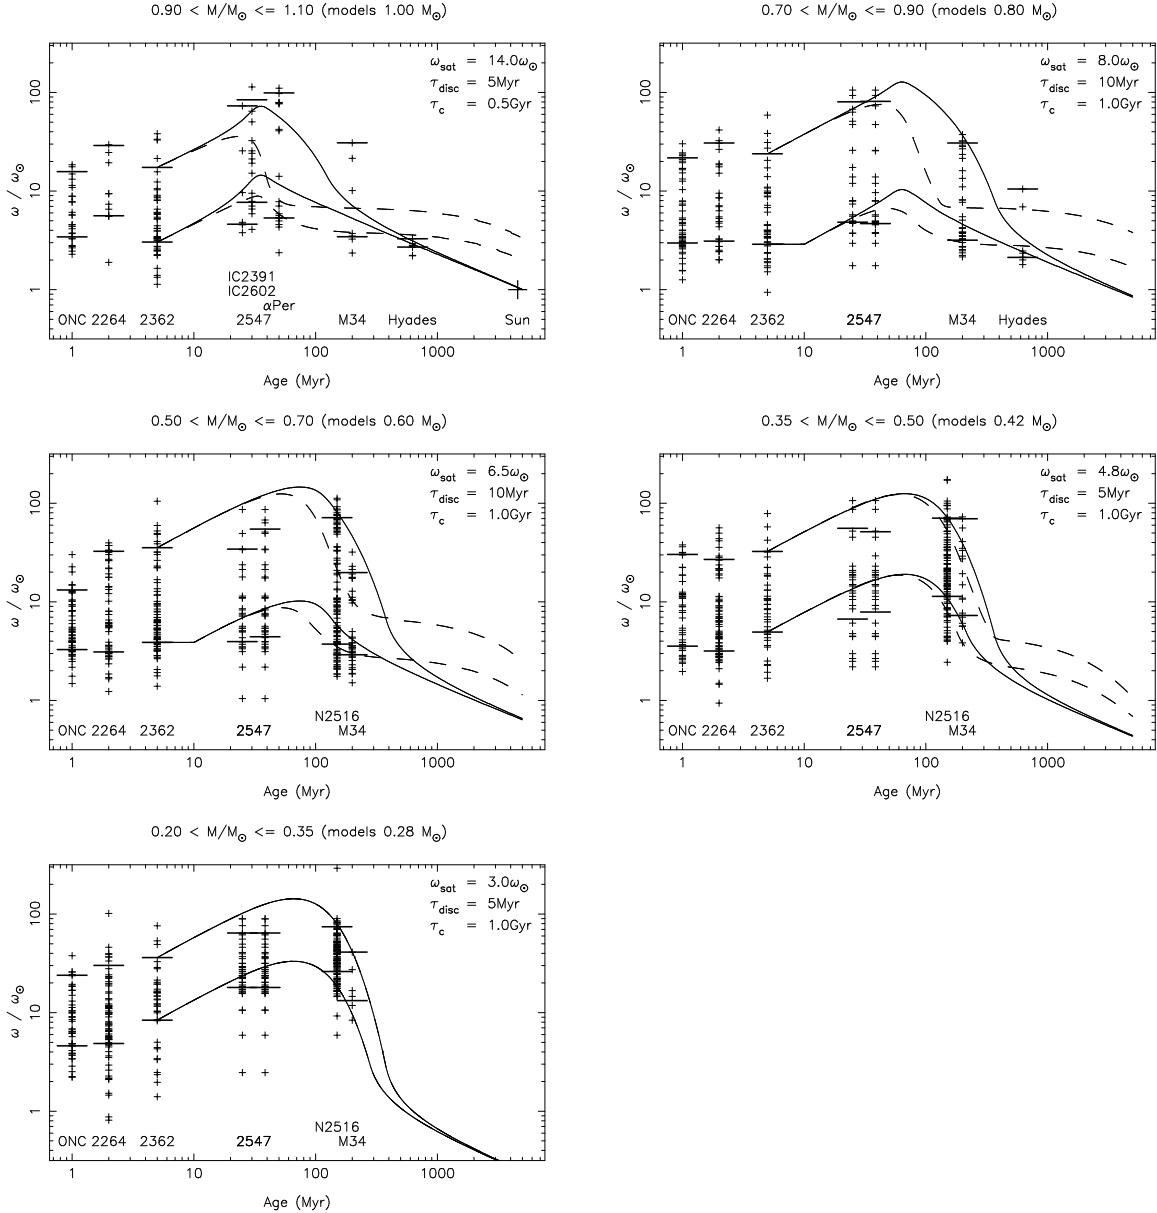 0.90 < M/M⊙ <= 1.10 (models 1.00 M⊙)
ω_sat = 14.0ω⊙
τ_disc = 5Myr
τ_c = 0.5Gyr
100
10
1
ω / ω⊙
IC2391
IC2602
αPer
ONC 2264 2362 2547 M34 Hyades Sun
1 10 100 1000
Age (Myr)
0.70 < M/M⊙ <= 0.90 (models 0.80 M⊙)
ω_sat = 8.0ω⊙
τ_disc = 10Myr
τ_c = 1.0Gyr
100
10
1
ω / ω⊙
ONC 2264 2362 2547 M34 Hyades
1 10 100 1000
Age (Myr)
0.50 < M/M⊙ <= 0.70 (models 0.60 M⊙)
ω_sat = 6.5ω⊙
τ_disc = 10Myr
τ_c = 1.0Gyr
100
10
1
ω / ω⊙
N2516
ONC 2264 2362 2547 M34
1 10 100 1000
Age (Myr)
0.35 < M/M⊙ <= 0.50 (models 0.42 M⊙)
ω_sat = 4.8ω⊙
τ_disc = 5Myr
τ_c = 1.0Gyr
100
10
1
ω / ω⊙
N2516
ONC 2264 2362 2547 M34
1 10 100 1000
Age (Myr)
0.20 < M/M⊙ <= 0.35 (models 0.28 M⊙)
ω_sat = 3.0ω⊙
τ_disc = 5Myr
τ_c = 1.0Gyr
100
10
1
ω / ω⊙
N2516
ONC 2264 2362 2547 M34
1 10 100 1000
Age (Myr)